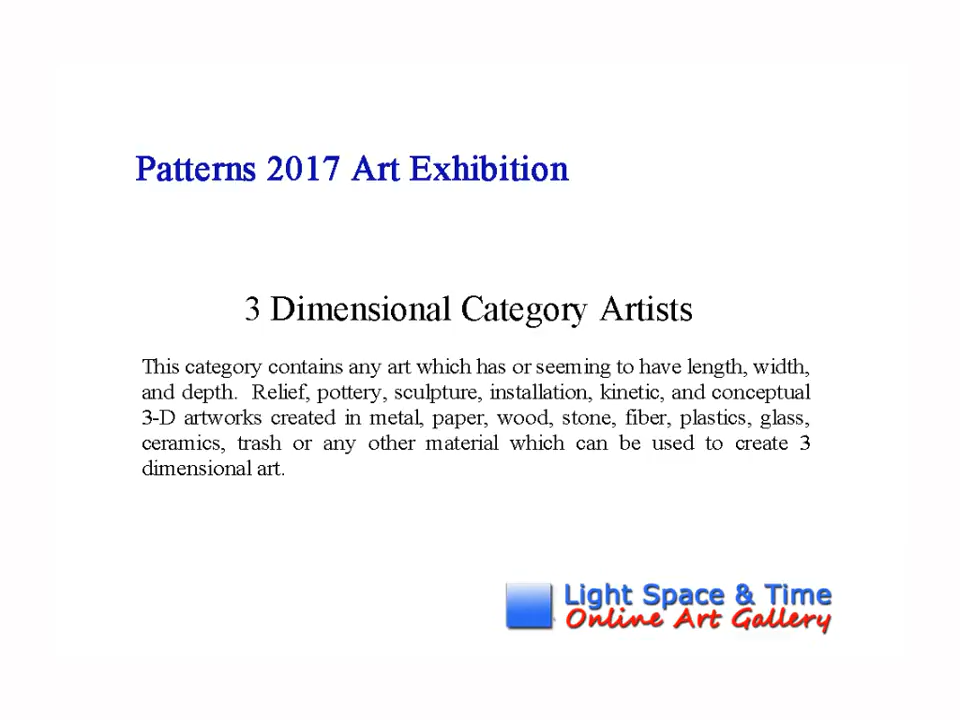 Patterns 2017 Art Exhibition
3 Dimensional Category Artists
This category contains any art which has or seeming to have length, width,
and depth.  Relief, pottery, sculpture, installation, kinetic, and conceptual
3-D artworks created in metal, paper, wood, stone, fiber, plastics, glass,
ceramics, trash or any other material which can be used to create 3
dimensional art.
Light Space & Time
Online Art Gallery